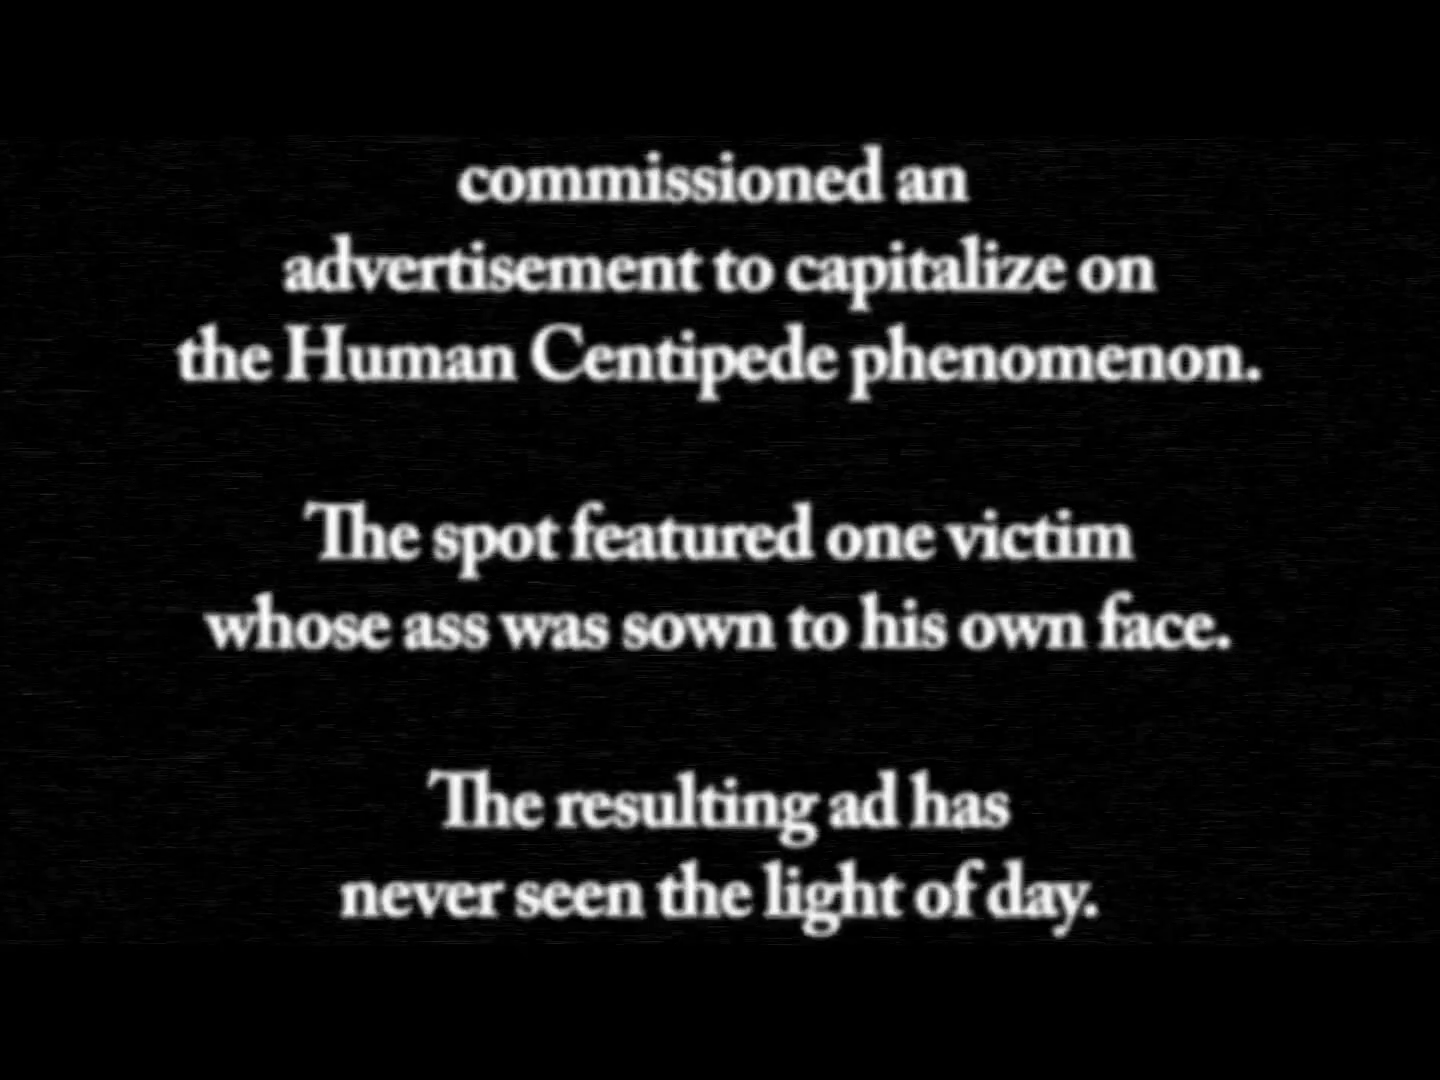 commissioned an
advertisement to capitalize on
the Human Centipede phenomenon.
The spot featured one victim
whose ass was sown to his own face.
The resulting ad has
never seen the light of day.